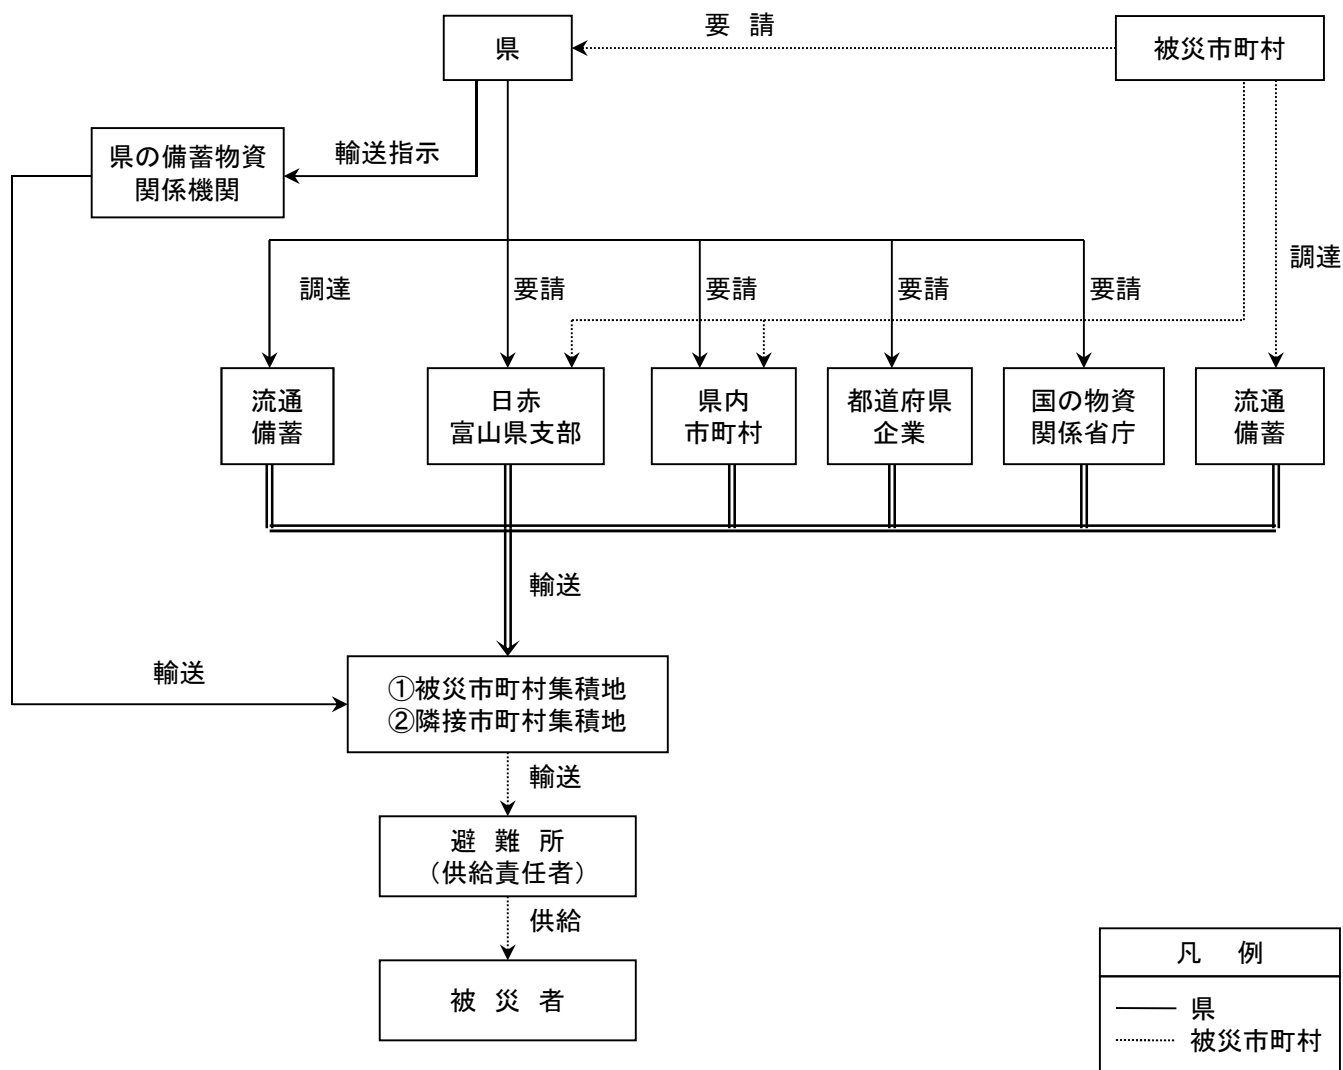 要 請
県
被災市町村
県の備蓄物資
関係機関
輸送指示
調達
調達
要請
要請
要請
要請
流通
備蓄
日赤
富山県支部
県内
市町村
都道府県
企業
国の物資
関係省庁
流通
備蓄
輸送
輸送
①被災市町村集積地
②隣接市町村集積地
輸送
避 難 所
（供給責任者）
供給
被 災 者
凡 例
県
被災市町村